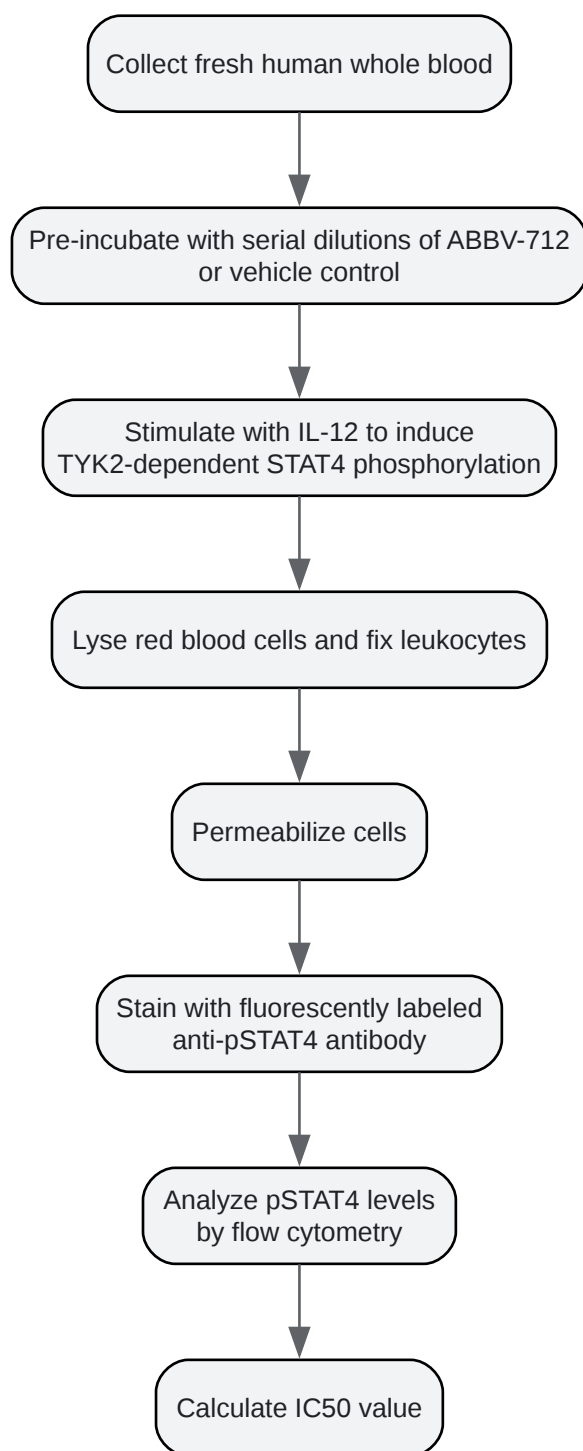 Collect fresh human whole blood
Pre-incubate with serial dilutions of ABBV-712
or vehicle control
Stimulate with IL-12 to induce
TYK2-dependent STAT4 phosphorylation
Lyse red blood cells and fix leukocytes
Permeabilize cells
Stain with fluorescently labeled
anti-pSTAT4 antibody
Analyze pSTAT4 levels
by flow cytometry
Calculate IC50 value